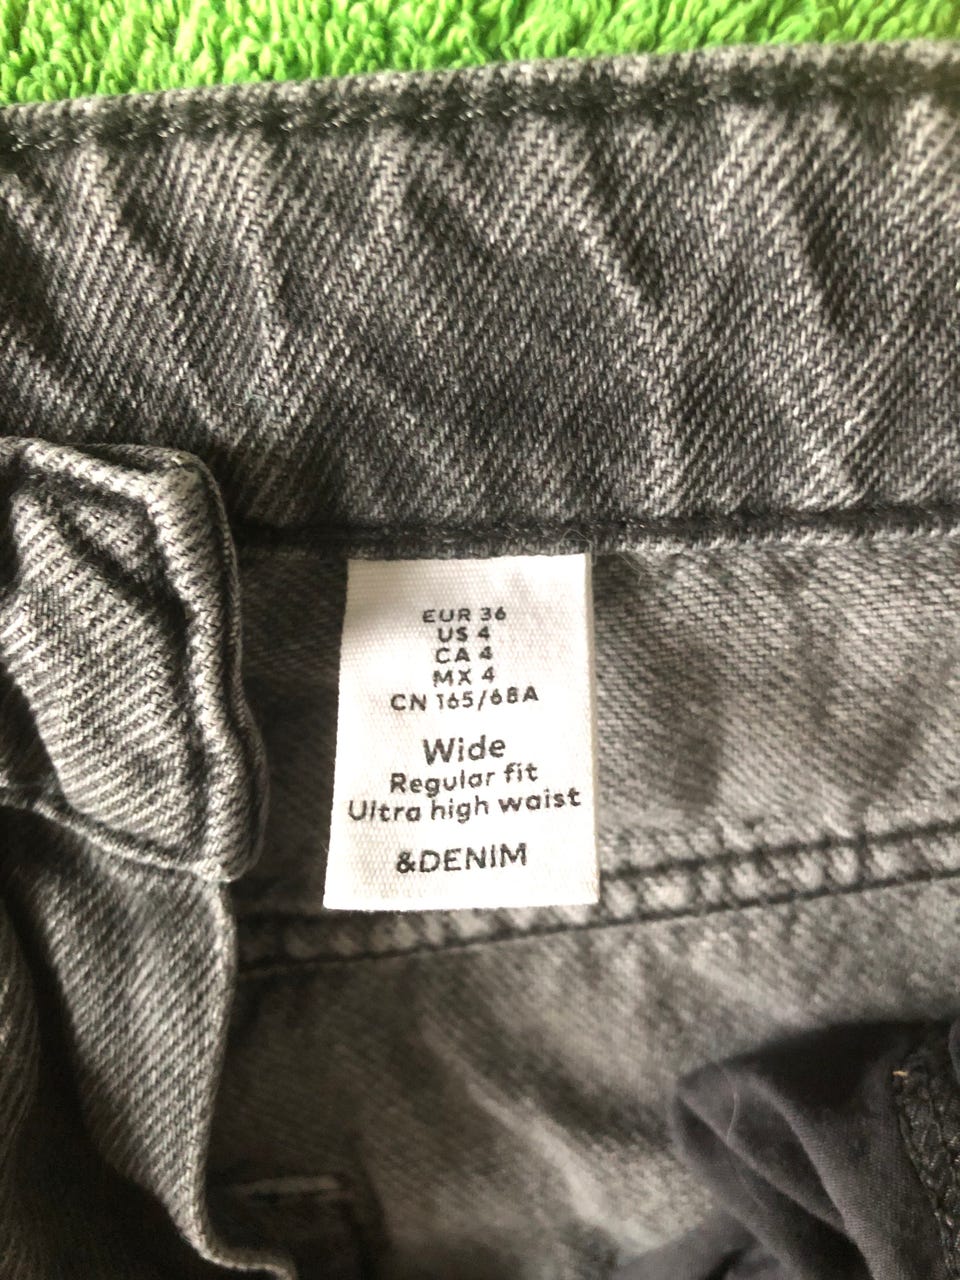 EUR 36
US 4
CA 4
MX 4
CN 165/68A
Wide
Regular fit
Ultra high waist
&DENIM